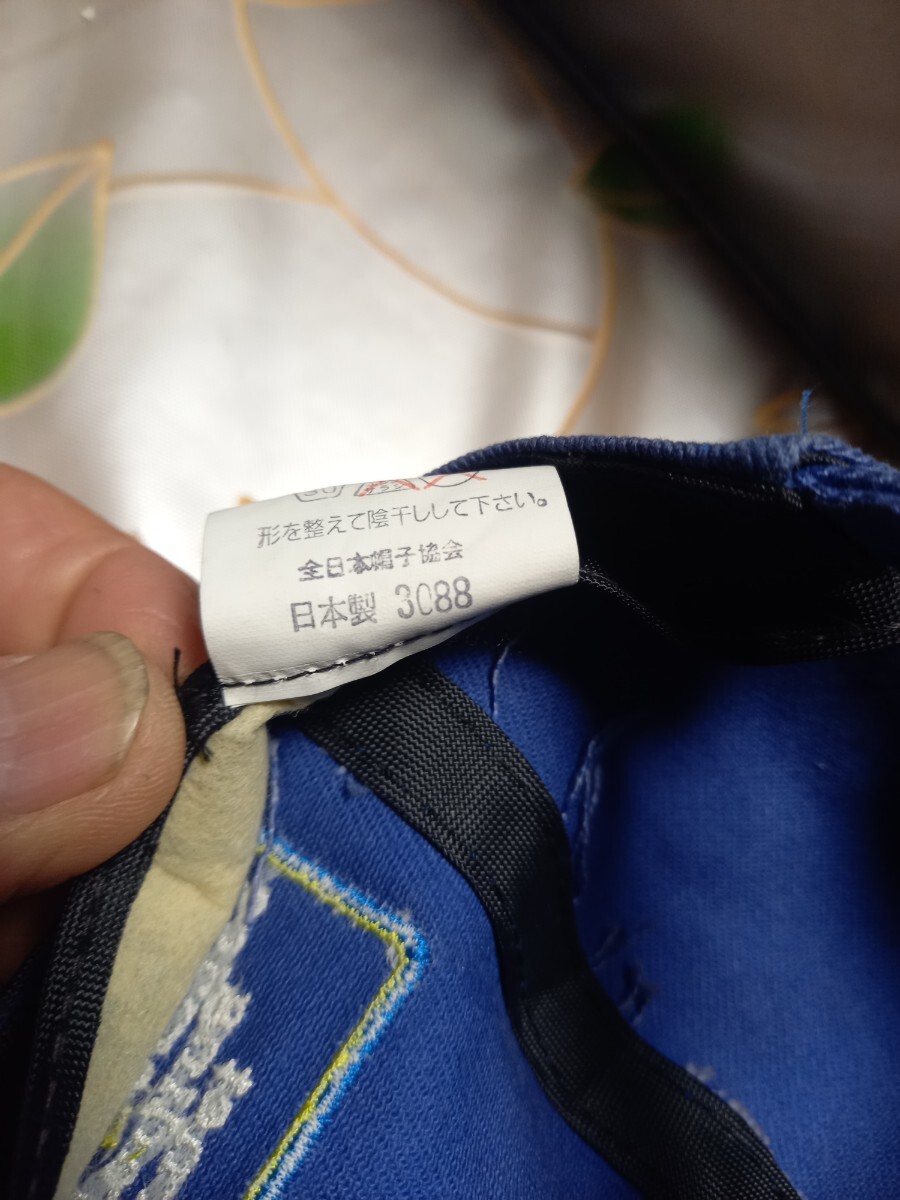 形を整えて陰干しして下さい。
全日本帽子協会
日本製 3088